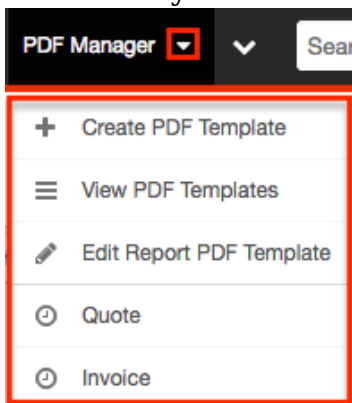 PDF Manager
Sear
Create PDF Template
View PDF Templates
Edit Report PDF Template
Quote
Invoice